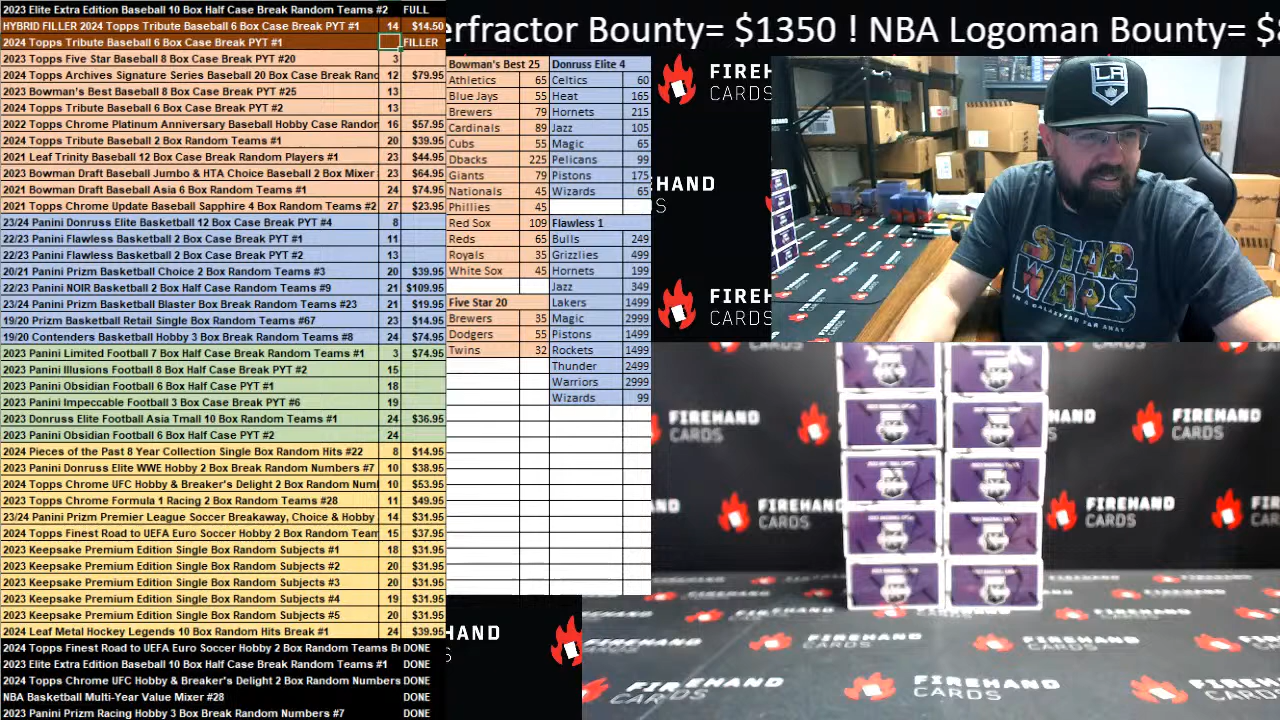 2023 Elite Extra Edition Baseball 10 Box Half Case Break Random Teams #2 FULL
HYBRID FILLER 2024 Topps Tribute Baseball 6 Box Case Break PYT #1 14 $14.50
2024 Topps Tribute Baseball 6 Box Case Break PYT #1 FILLER
2023 Topps Five Star Baseball 8 Box Case Break PYT #20 3
2024 Topps Archives Signature Series Baseball 20 Box Case Break Rand 12 $79.95
2023 Bowman's Best Baseball 8 Box Case Break PYT #25 13
2024 Topps Tribute Baseball 6 Box Case Break PYT #2 13
2022 Topps Chrome Platinum Anniversary Baseball Hobby Case Random 16 $57.95
2024 Topps Tribute Baseball 2 Box Random Teams #1 20 $39.95
2021 Leaf Trinity Baseball 12 Box Case Break Random Players #1 23 $44.95
2023 Bowman Draft Baseball Jumbo & HTA Choice Baseball 2 Box Mixer 23 $64.95
2021 Bowman Draft Baseball Asia 6 Box Random Teams #1 24 $74.95
2021 Topps Chrome Update Baseball Sapphire 4 Box Random Teams #2 27 $23.95
23/24 Panini Donruss Elite Basketball 12 Box Case Break PYT #4 8
22/23 Panini Flawless Basketball 2 Box Case Break PYT #1 11
22/23 Panini Flawless Basketball 2 Box Case Break PYT #2 13
20/21 Panini Prizm Basketball Choice 2 Box Random Teams #3 20 $39.95
22/23 Panini NOIR Basketball 2 Box Random Teams #9 21 $109.95
23/24 Panini Prizm Basketball Blaster Box Random Teams #23 21 $19.95
19/20 Prizm Basketball Retail Single Box Random Teams #67 23 $14.95
19/20 Contenders Basketball Hobby 3 Box Break Random Teams #8 24 $74.95
2023 Panini Limited Football 7 Box Half Case Break Random Teams #1 3 $74.95
2023 Panini Illusions Football 8 Box Half Case Break PYT #2 15
2023 Panini Obsidian Football 6 Box Half Case PYT #1 18
2023 Panini Impeccable Football 3 Box Case Break PYT #6 19
2023 Donruss Elite Football Asia Tmall 10 Box Random Teams #1 24 $36.95
2023 Panini Obsidian Football 6 Box Half Case PYT #2 24
2024 Pieces of the Past 8 Year Collection Single Box Random Hits #22 8 $14.95
2023 Panini Donruss Elite WWE Hobby 2 Box Break Random Numbers #7 10 $38.95
2024 Topps Chrome UFC Hobby & Breaker's Delight 2 Box Random Numl 10 $53.95
2023 Topps Chrome Formula 1 Racing 2 Box Random Teams #28 11 $49.95
23/24 Panini Prizm Premier League Soccer Breakaway, Choice & Hobby 14 $31.95
2024 Topps Finest Road to UEFA Euro Soccer Hobby 2 Box Random Team 15 $37.95
2023 Keepsake Premium Edition Single Box Random Subjects #1 18 $31.95
2023 Keepsake Premium Edition Single Box Random Subjects #2 20 $31.95
2023 Keepsake Premium Edition Single Box Random Subjects #3 20 $31.95
2023 Keepsake Premium Edition Single Box Random Subjects #4 19 $31.95
2023 Keepsake Premium Edition Single Box Random Subjects #5 20 $31.95
2024 Leaf Metal Hockey Legends 10 Box Random Hits Break #1 24 $39.95
2024 Topps Finest Road to UEFA Euro Soccer Hobby 2 Box Random Teams B DONE
2023 Elite Extra Edition Baseball 10 Box Half Case Break Random Teams #1 DONE
2024 Topps Chrome UFC Hobby & Breaker's Delight 2 Box Random Numbers DONE
NBA Basketball Multi-Year Value Mixer #28 DONE
2023 Panini Prizm Racing Hobby 3 Box Break Random Numbers #7 DONE
erfractor Bounty= $1350 ! NBA Logoman Bounty= $
Bowman's Best 25
Athletics 65
Blue Jays 55
Brewers 79
Cardinals 89
Cubs 55
Dbacks 225
Giants 79
Nationals 45
Phillies 45
Red Sox 109
Reds 65
Royals 35
White Sox 45
Five Star 20
Brewers 35
Dodgers 55
Twins 32
Donruss Elite 4
Celtics 60
Heat 165
Hornets 215
Jazz 105
Magic 65
Pelicans 99
Pistons 175
Wizards 65
Flawless 1
Bulls 249
Grizzlies 499
Hornets 199
Jazz 349
Lakers 1499
Magic 2999
Pistons 1499
Rockets 1499
Thunder 2499
Warriors 2999
Wizards 99
FIREH
CARDS
HAND
FIREH
CARDS
HAND
S
LA
STAR
WARS
IN A GALAXY FAR FAR AWAY
FIREHAND
CARDS
FIREHAND
CARDS
FIREHAND
CARDS
FIREHAND
CARDS
FIREHAND
CARDS
FIREHAND
CARDS